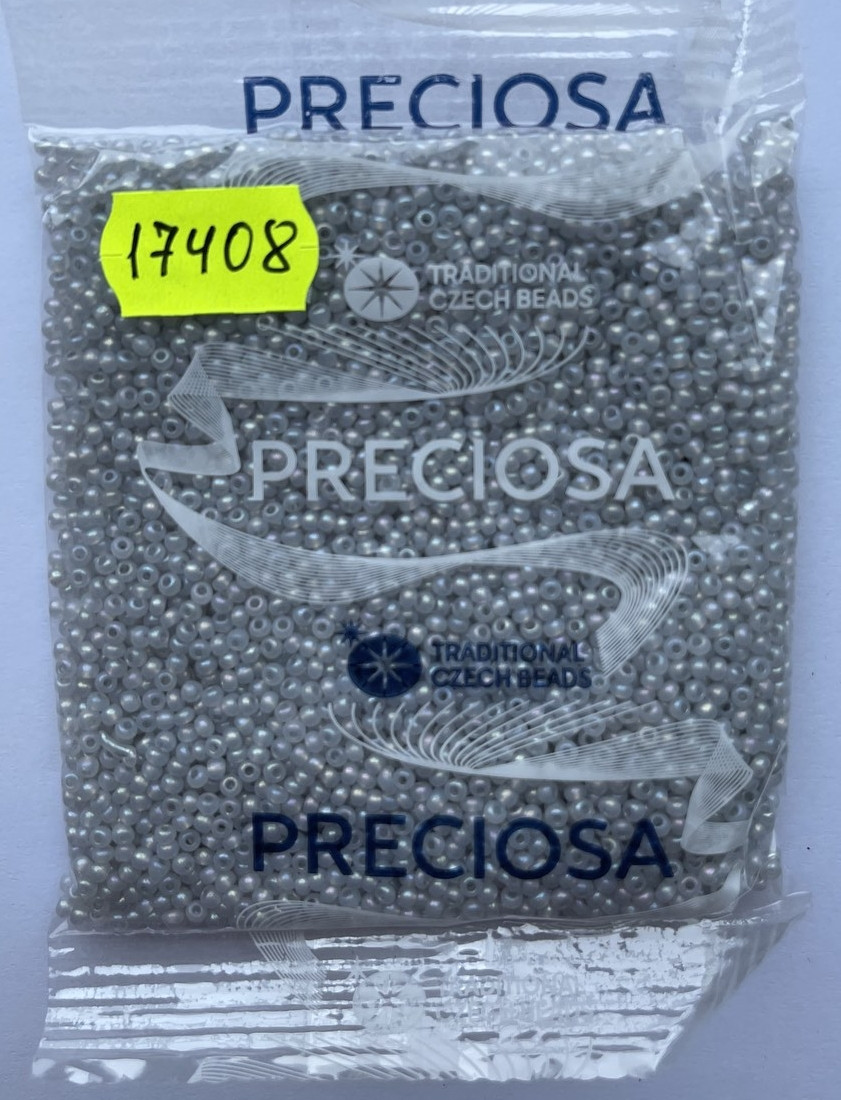 PRECIOSA
17408
TRADITIONAL
CZECH BEADS
PRECIOSA
TRADITIONAL
CZECH BEADS
PRECIOSA